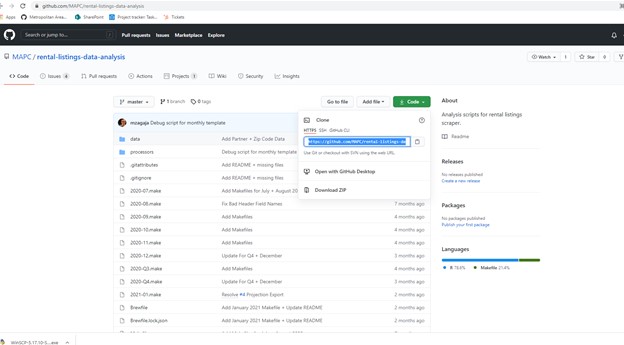 github.com/MAPC/rental-listings-data-analysis
Apps Metropolitan Area... SharePoint Project tracker: Task... Tickets
Search or jump to... / Pull requests Issues Marketplace Explore
MAPC / rental-listings-data-analysis Watch 1 Star 0
Code Issues 4 Pull requests Actions Projects 1 Wiki Security Insights
master 1 branch 0 tags Go to file Add file Code About
Analysis scripts for rental listings
scraper.
Readme
Releases
No releases published
Create a new release
Packages
No packages published
Publish your first package
Languages
R 78.6% Makefile 21.4%
Clone
HTTPS SSH GitHub CLI
https://github.com/MAPC/rental-listings-da
Use Git or checkout with SVN using the web URL.
Open with GitHub Desktop
Download ZIP
mzagaja Debug script for monthly template
data Add Partner + Zip Code Data
processors Debug script for monthly template
.gitattributes Add README + missing files
.gitignore Add README + missing files
2020-07.make Add Makefiles for July + August 20
2020-08.make Fix Bad Header Field Names 7 months ago
2020-09.make Add Makefiles 4 months ago
2020-10.make Add Makefiles 4 months ago
2020-11.make Add Makefiles 4 months ago
2020-12.make Update For Q4 + December 3 months ago
2020-Q3.make Add Makefiles 4 months ago
2020-Q4.make Update For Q4 + December 3 months ago
2021-01.make Resolve #4 Projection Export 2 months ago
Brewfile Add January 2021 Makefile + Update README 2 months ago
Brewfile.lock.json Add January 2021 Makefile + Update README 2 months ago